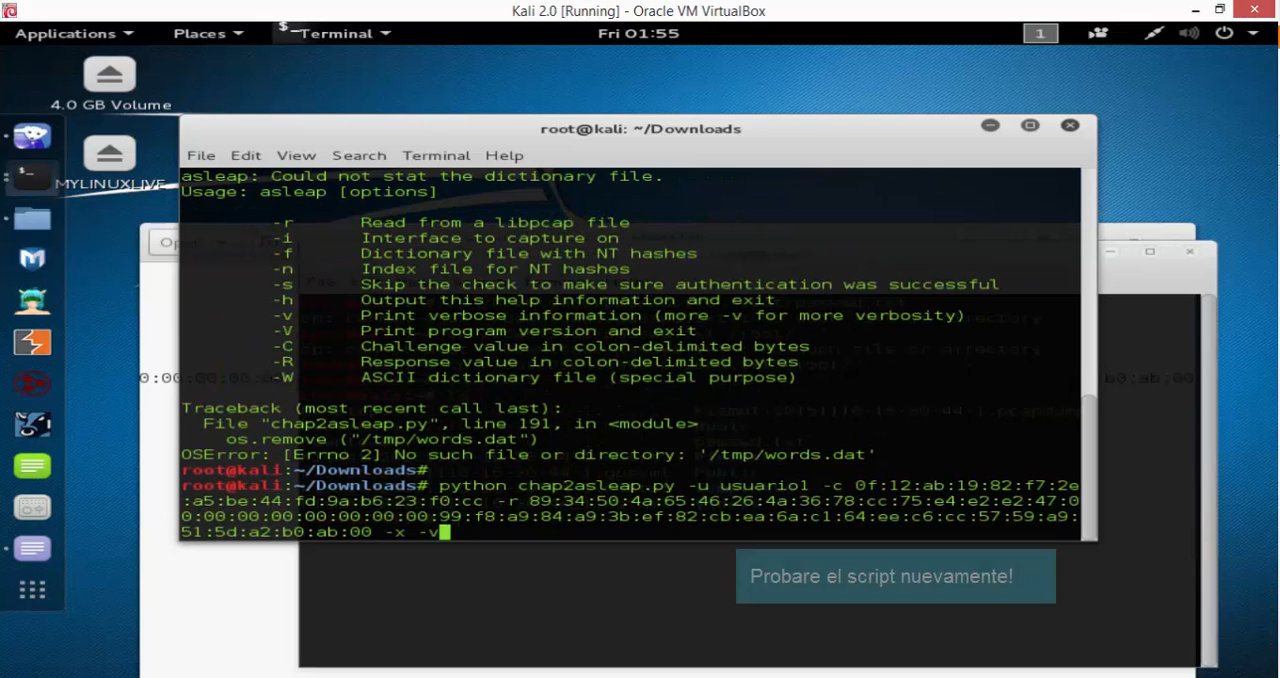 Kali 2.0 [Running] - Oracle VM VirtualBox
Applications Places Terminal Fri 01:55 1
4.0 GB Volume
MYLINUXLIVE
root@kali: ~/Downloads
File Edit View Search Terminal Help
asleap: Could not stat the dictionary file.
Usage: asleap [options]
-r Read from a libpcap file
-i Interface to capture on
-f Dictionary file with NT hashes
-n Index file for NT hashes
-s Skip the check to make sure authentication was successful
-h Output this help information and exit
-v Print verbose information (more -v for more verbosity)
-V Print program version and exit
-C Challenge value in colon-delimited bytes
-R Response value in colon-delimited bytes
-W ASCII dictionary file (special purpose)
Traceback (most recent call last):
File "chap2asleap.py", line 191, in <module>
os.remove ("/tmp/words.dat")
OSError: [Errno 2] No such file or directory: '/tmp/words.dat'
root@kali:~/Downloads#
root@kali:~/Downloads# python chap2asleap.py -u usuario1 -c 0f:12:ab:19:82:f7:2e
:a5:be:44:fd:9a:b6:23:f0:cc -r 89:34:50:4a:65:46:26:4a:36:78:cc:75:e4:e2:e2:47:0
0:00:00:00:00:00:00:00:99:f8:a9:84:a9:3b:ef:82:cb:ea:6a:c1:64:ee:c6:cc:57:59:a9:
51:5d:a2:b0:ab:00 -x -v
Probare el script nuevamente!